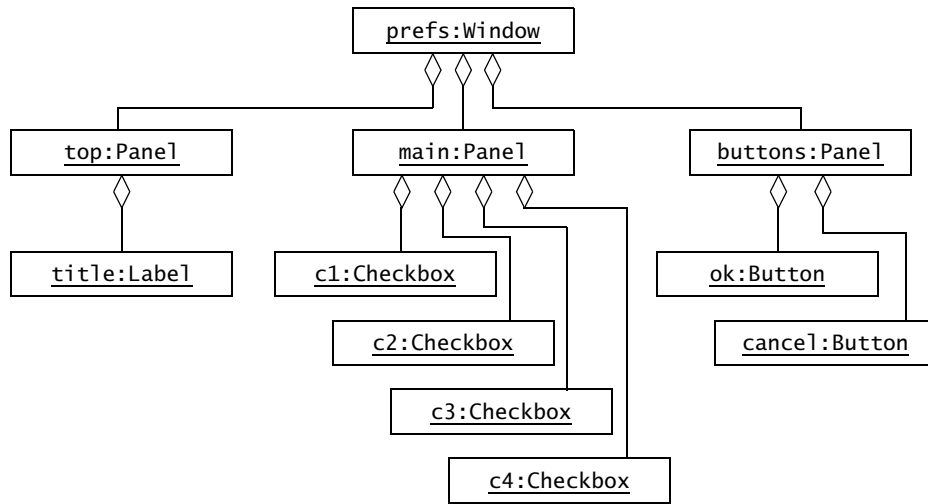 prefs:Window
top:Panel
main:Panel
buttons:Panel
title:Label
c1:Checkbox
ok:Button
c2:Checkbox
cancel:Button
c3:Checkbox
c4:Checkbox